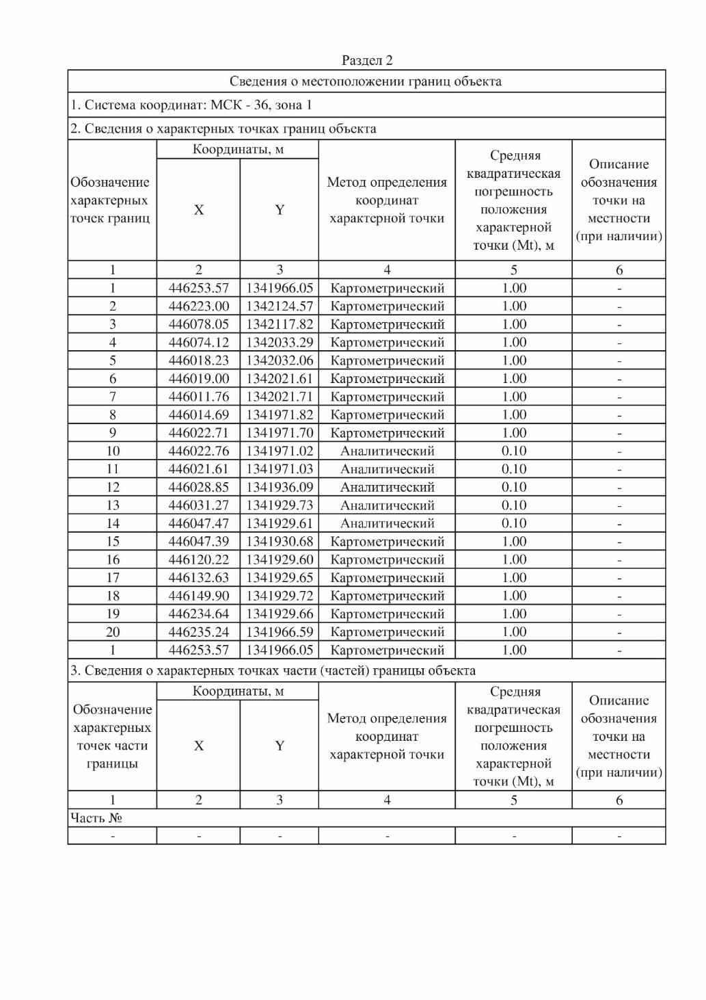 Раздел 2
Сведения о местоположении границ объекта
1. Система координат: МСК - 36, зона 1
2. Сведения о характерных точках границ объекта
Обозначение
характерных
точек границ
Координаты, м
X
Y
Метод определения
координат
характерной точки
Средняя
квадратическая
погрешность
положения
характерной
точки (Mt), м
Описание
обозначения
точки на
местности
(при наличии)
1 2 3 4 5 6
1 446253.57 1341966.05 Картометрический 1.00 -
2 446223.00 1342124.57 Картометрический 1.00 -
3 446078.05 1342117.82 Картометрический 1.00 -
4 446074.12 1342033.29 Картометрический 1.00 -
5 446018.23 1342032.06 Картометрический 1.00 -
6 446019.00 1342021.61 Картометрический 1.00 -
7 446011.76 1342021.71 Картометрический 1.00 -
8 446014.69 1341971.82 Картометрический 1.00 -
9 446022.71 1341971.70 Картометрический 1.00 -
10 446022.76 1341971.02 Аналитический 0.10 -
11 446021.61 1341971.03 Аналитический 0.10 -
12 446028.85 1341936.09 Аналитический 0.10 -
13 446031.27 1341929.73 Аналитический 0.10 -
14 446047.47 1341929.61 Аналитический 0.10 -
15 446047.39 1341930.68 Картометрический 1.00 -
16 446120.22 1341929.60 Картометрический 1.00 -
17 446132.63 1341929.65 Картометрический 1.00 -
18 446149.90 1341929.72 Картометрический 1.00 -
19 446234.64 1341929.66 Картометрический 1.00 -
20 446235.24 1341966.59 Картометрический 1.00 -
1 446253.57 1341966.05 Картометрический 1.00 -
3. Сведения о характерных точках части (частей) границы объекта
Обозначение
характерных
точек части
границы
Координаты, м
X
Y
Метод определения
координат
характерной точки
Средняя
квадратическая
погрешность
положения
характерной
точки (Mt), м
Описание
обозначения
точки на
местности
(при наличии)
1 2 3 4 5 6
Часть №
- - - - - -